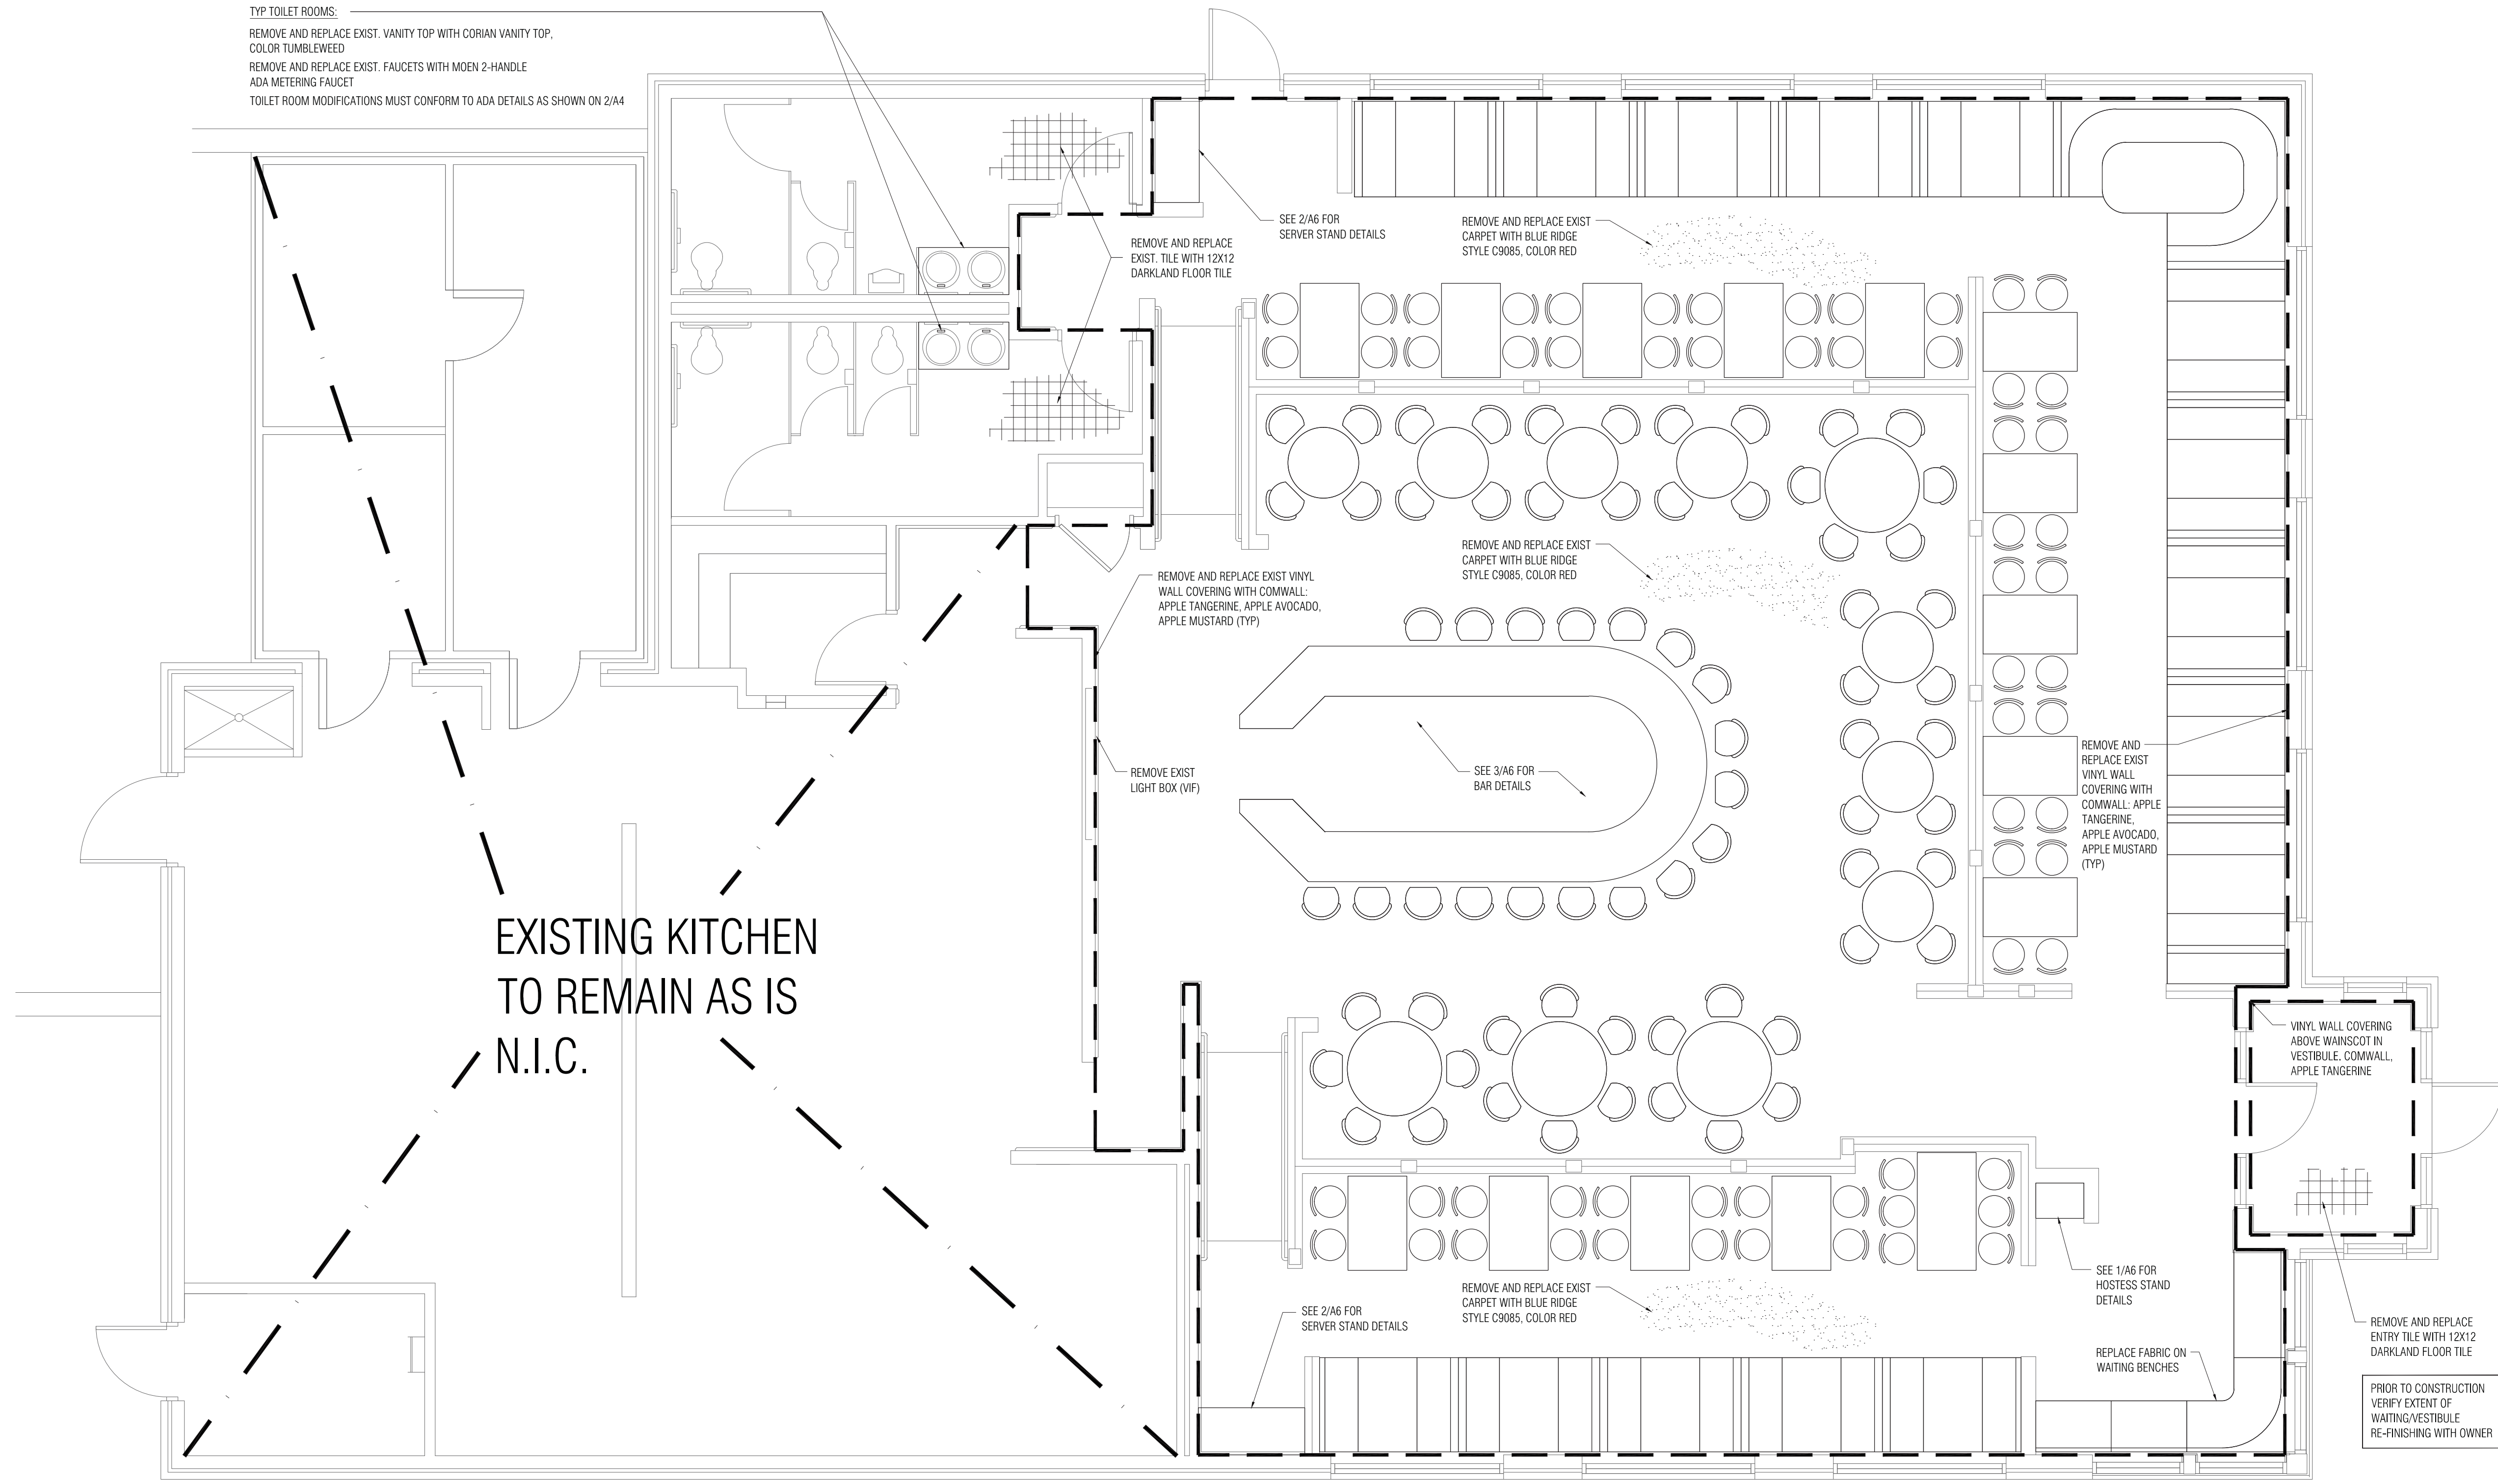 TYP TOILET ROOMS:
REMOVE AND REPLACE EXIST. VANITY TOP WITH CORIAN VANITY TOP,
COLOR TUMBLEWEED
REMOVE AND REPLACE EXIST. FAUCETS WITH MOEN 2-HANDLE
ADA METERING FAUCET
TOILET ROOM MODIFICATIONS MUST CONFORM TO ADA DETAILS AS SHOWN ON 2/A4
SEE 2/A6 FOR
SERVER STAND DETAILS
REMOVE AND REPLACE EXIST
CARPET WITH BLUE RIDGE
STYLE C9085, COLOR RED
REMOVE AND REPLACE
EXIST. TILE WITH 12X12
DARKLAND FLOOR TILE
REMOVE AND REPLACE EXIST
CARPET WITH BLUE RIDGE
STYLE C9085, COLOR RED
REMOVE AND REPLACE EXIST VINYL
WALL COVERING WITH COMWALL:
APPLE TANGERINE, APPLE AVOCADO,
APPLE MUSTARD (TYP)
REMOVE EXIST
LIGHT BOX (VIF)
SEE 3/A6 FOR
BAR DETAILS
REMOVE AND
REPLACE EXIST
VINYL WALL
COVERING WITH
COMWALL: APPLE
TANGERINE,
APPLE AVOCADO,
APPLE MUSTARD
(TYP)
EXISTING KITCHEN
TO REMAIN AS IS
N.I.C.
VINYL WALL COVERING
ABOVE WAINSCOT IN
VESTIBULE. COMWALL,
APPLE TANGERINE
SEE 1/A6 FOR
HOSTESS STAND
DETAILS
REMOVE AND REPLACE EXIST
CARPET WITH BLUE RIDGE
STYLE C9085, COLOR RED
SEE 2/A6 FOR
SERVER STAND DETAILS
REMOVE AND REPLACE
ENTRY TILE WITH 12X12
DARKLAND FLOOR TILE
REPLACE FABRIC ON
WAITING BENCHES
PRIOR TO CONSTRUCTION
VERIFY EXTENT OF
WAITING/VESTIBULE
RE-FINISHING WITH OWNER